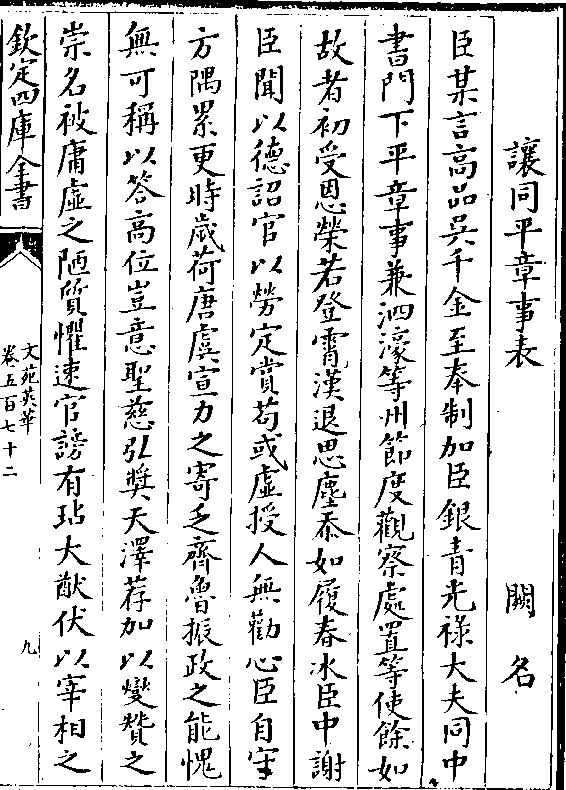 讓同平章事表　闕名
臣某言高品吳千金至奉制加臣銀青光祿大夫同中
書門下平章事兼泗濠等州節度觀察處置等使餘如
故者初受恩榮若登霄漢退思塵忝如履春冰臣中謝
臣聞以德詔官以勞定賞苟或虛授人無勸心臣自守
方隅累更時歲荷唐虞宣力之寄乏齊魯振政之能愧
無可稱以答高位豈意聖慈引奬天澤荐加以燮贊之
崇名被庸虛之陋質懼速官謗有玷大猷伏以宰相之
欽定四庫全書
文苑英華
卷五百七十二
九